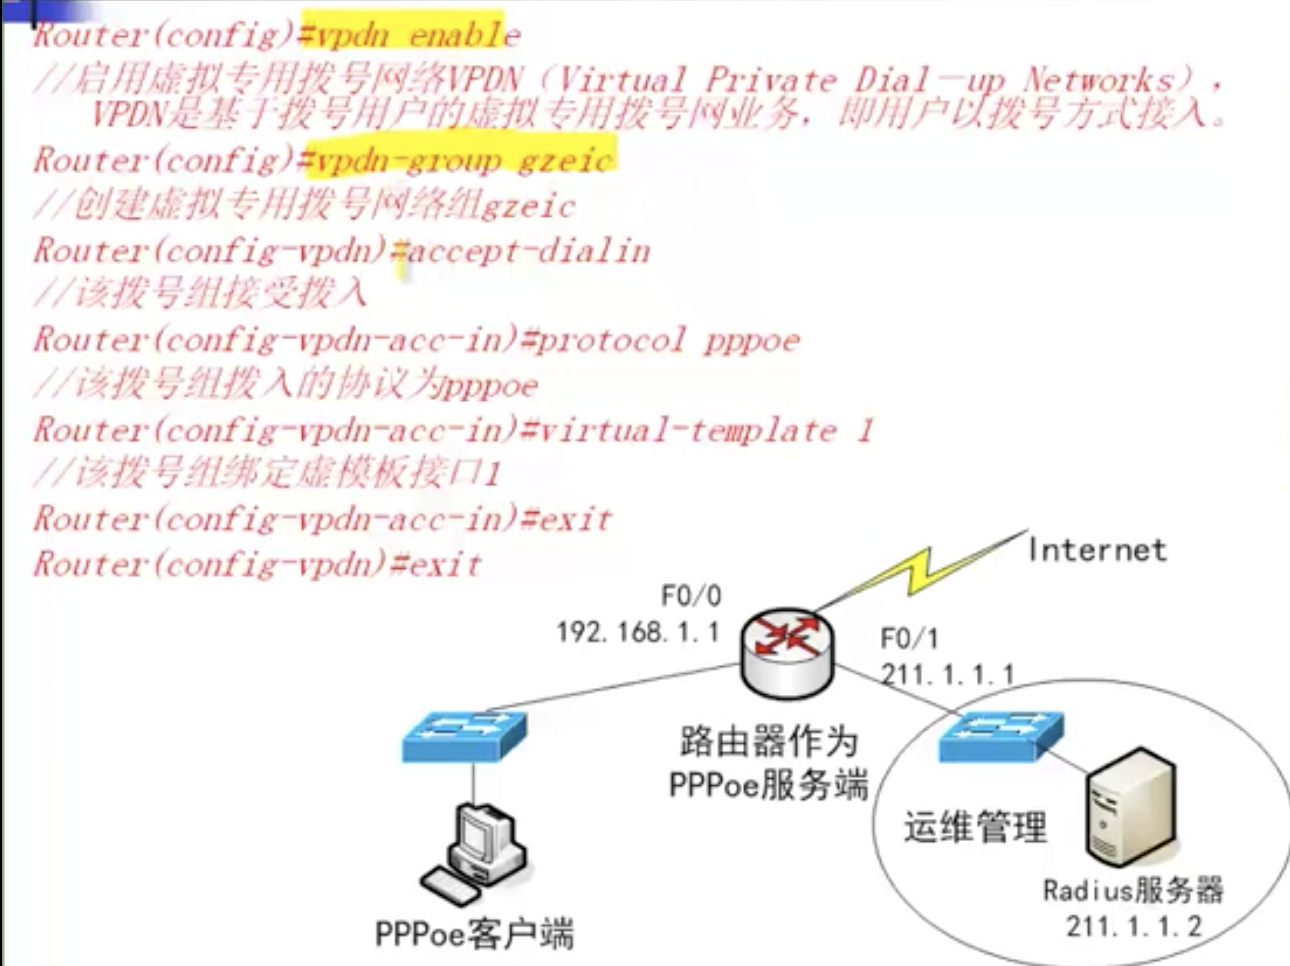 Router(config)#vpdn enable
//启用虚拟专用拨号网络VPDN（Virtual Private Dial-up Networks），
VPDN是基于拨号用户的虚拟专用拨号网业务，即用户以拨号方式接入。
Router(config)#vpdn-group gzeic
//创建虚拟专用拨号网络组gzeic
Router(config-vpdn)#accept-dialin
//该拨号组接受拨入
Router(config-vpdn-acc-in)#protocol pppoe
//该拨号组拨入的协议为pppoe
Router(config-vpdn-acc-in)#virtual-template 1
//该拨号组绑定虚模板接口1
Router(config-vpdn-acc-in)#exit
Router(config-vpdn)#exit
Internet
F0/0
192.168.1.1
F0/1
211.1.1.1
路由器作为
PPPoe服务端
运维管理
Radius服务器
211.1.1.2
PPPoe客户端